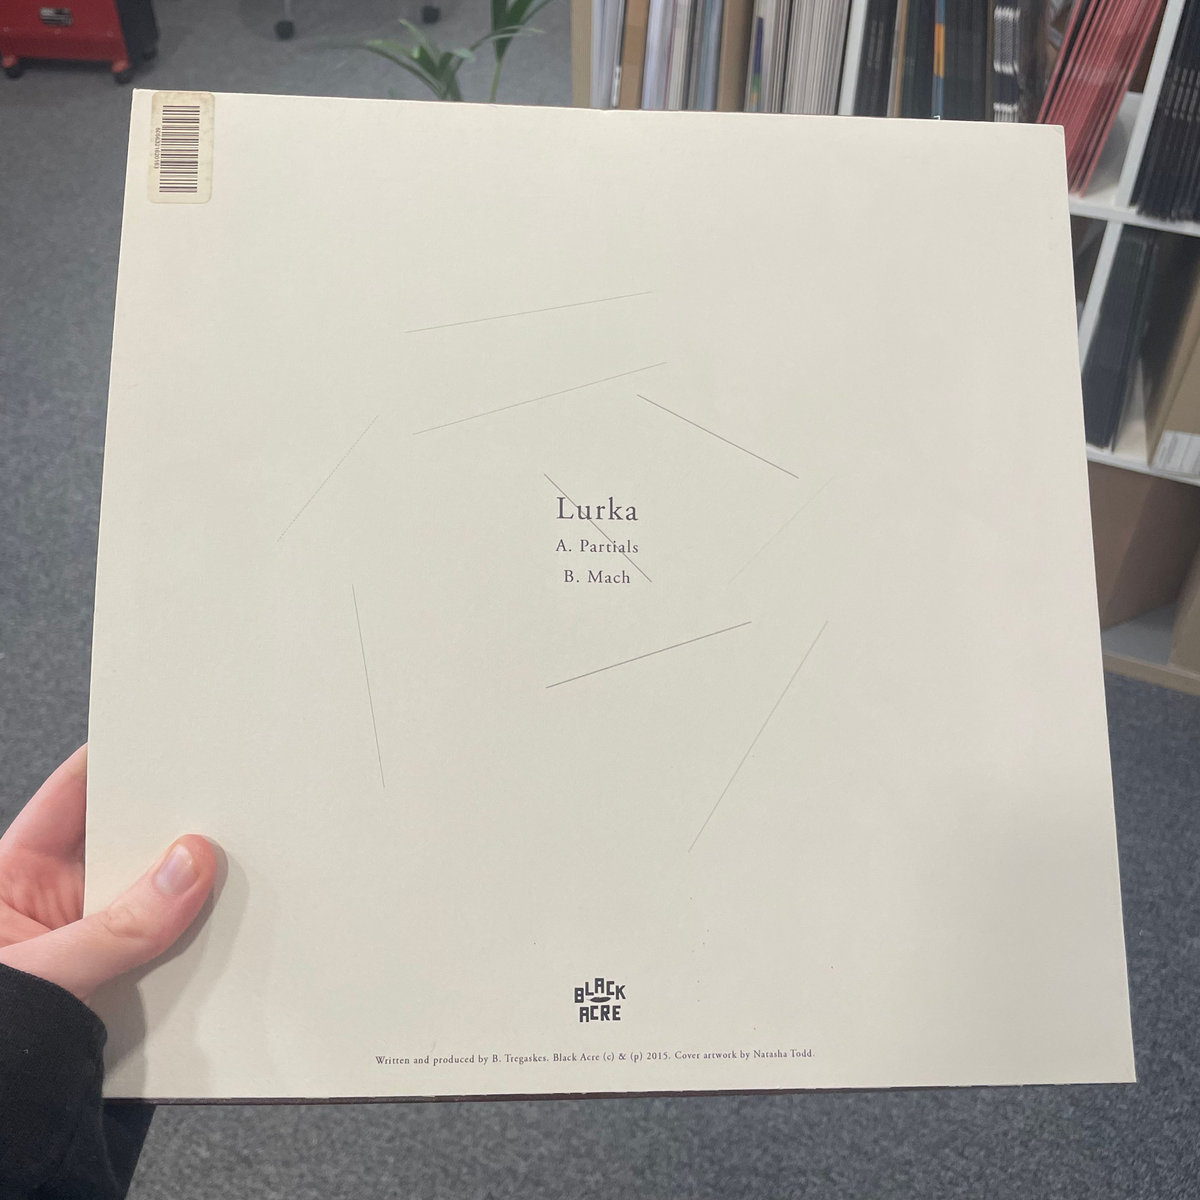 Lurka
A. Partials
B. Mach
BLACK
ACRE
Written and produced by B. Tregaskes. Black Acre (c) & (p) 2015. Cover artwork by Natasha Todd.